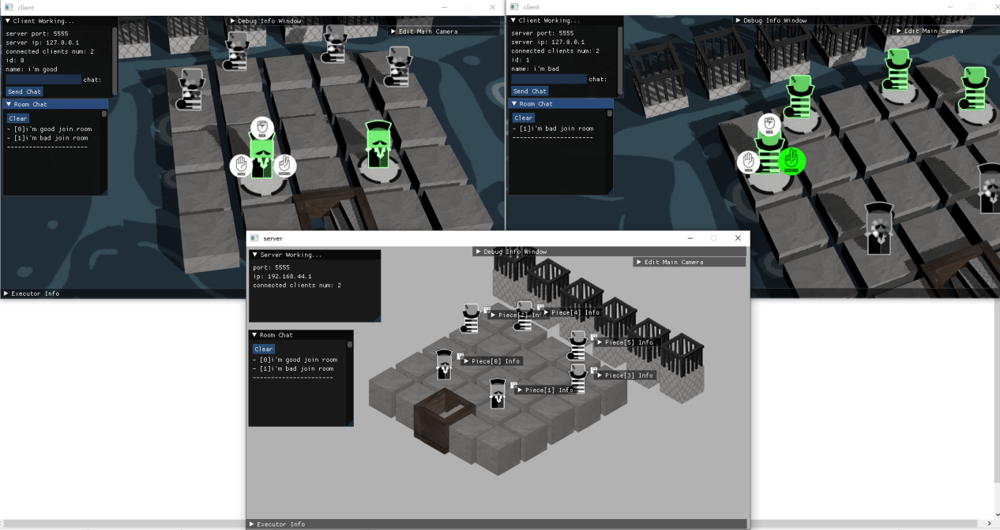 client
▼ Client Working...
server port: 5555
server ip: 127.0.0.1
connected clients num: 2
id: 0
name: i'm good
chat:
Send Chat
▼ Room Chat
Clear
- [0]i'm good join room
- [1]i'm bad join room
----------------------
▶ Debug Info Window
▶ Edit Main Camera
ROCK
PAPER
SCISSORS
▶ Executor Info
client
▼ Client Working...
server port: 5555
server ip: 127.0.0.1
connected clients num: 2
id: 1
name: i'm bad
chat:
Send Chat
▼ Room Chat
Clear
- [1]i'm bad join room
----------------------
▶ Debug Info Window
▶ Edit Main Camera
ROCK
PAPER
SCISSORS
server
▼ Server Working...
port: 5555
ip: 192.168.44.1
connected clients num: 2
▼ Room Chat
Clear
- [0]i'm good join room
- [1]i'm bad join room
----------------------
▶ Debug Info Window
▶ Edit Main Camera
▶ Piece[2] In
▶ Piece[4] Info
▶ Piece[5] Info
▶ Piece[0] Info
▶ Piece[3] Info
▶ Piece[1] Info
▶ Executor Info